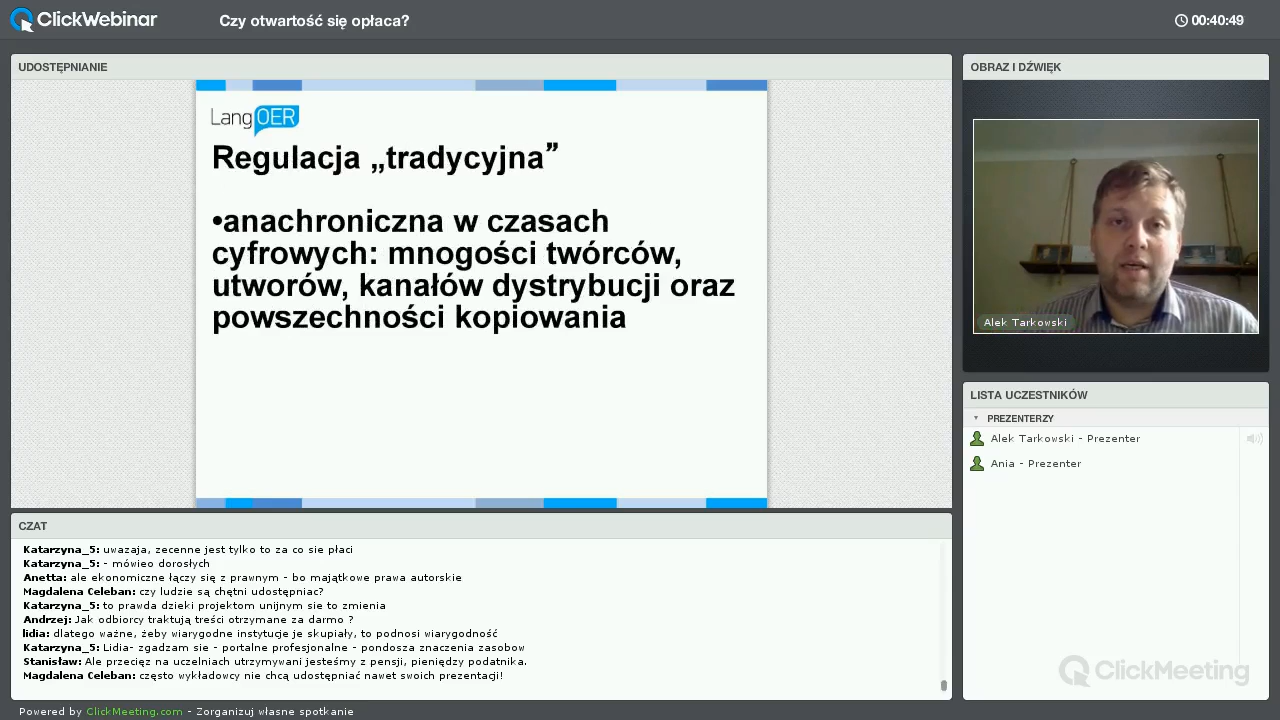 ClickWebinar
Czy otwartość się opłaca?
00:40:49
UDOSTĘPNIANIE
LangOER
Regulacja „tradycyjna”
•anachroniczna w czasach
cyfrowych: mnogości twórców,
utworów, kanałów dystrybucji oraz
powszechności kopiowania
OBRAZ I DŹWIĘK
Alek Tarkowski
LISTA UCZESTNIKÓW
PREZENTERZY
Alek Tarkowski - Prezenter
Ania - Prezenter
ClickMeeting
CZAT
Katarzyna_5: uwazaja, zecenne jest tylko to za co sie płaci
Katarzyna_5: - mówieo dorosłych
Anetta: ale ekonomiczne łączy się z prawnym - bo majątkowe prawa autorskie
Magdalena Celeban: czy ludzie są chętni udostępniac?
Katarzyna_5: to prawda dzieki projektom unijnym sie to zmienia
Andrzej: Jak odbiorcy traktują treści otrzymane za darmo ?
lidia: dlatego ważne, żeby wiarygodne instytucje je skupiały, to podnosi wiarygodność
Katarzyna_5: Lidia- zgadzam sie - portalne profesjonalne - pondosza znaczenia zasobow
Stanisław: Ale przecięz na uczelniach utrzymywani jesteśmy z pensji, pieniędzy podatnika.
Magdalena Celeban: często wykładowcy nie chcą udostępniać nawet swoich prezentacji!
Powered by ClickMeeting.com - Zorganizuj własne spotkanie